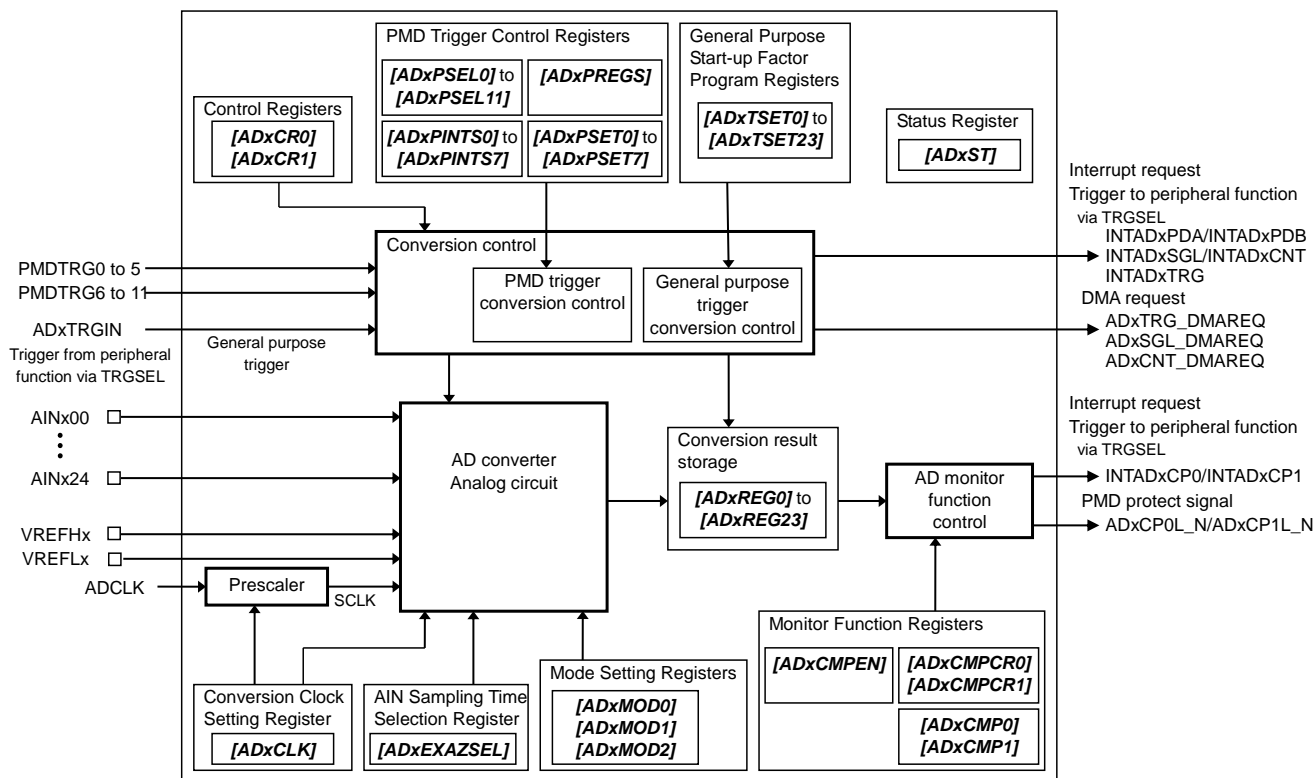 PMD Trigger Control Registers
[ADxPSEL0] to
[ADxPSEL11]
[ADxPREGS]
[ADxPINTS0] to
[ADxPINTS7]
[ADxPSET0] to
[ADxPSET7]
General Purpose
Start-up Factor
Program Registers
[ADxTSET0] to
[ADxTSET23]
Control Registers
[ADxCR0]
[ADxCR1]
Status Register
[ADxST]
Interrupt request
Trigger to peripheral function
via TRGSEL
INTADxPDA/INTADxPDB
INTADxSGL/INTADxCNT
INTADxTRG
DMA request
ADxTRG_DMAREQ
ADxSGL_DMAREQ
ADxCNT_DMAREQ
Conversion control
PMD trigger
conversion control
General purpose
trigger
conversion control
PMDTRG0 to 5
PMDTRG6 to 11
ADxTRGIN
Trigger from peripheral
function via TRGSEL
General purpose
trigger
AINx00
AINx24
VREFHx
VREFLx
ADCLK
Prescaler
SCLK
AD converter
Analog circuit
Conversion result
storage
[ADxREG0] to
[ADxREG23]
AD monitor
function
control
Interrupt request
Trigger to peripheral function
via TRGSEL
INTADxCP0/INTADxCP1
PMD protect signal
ADxCP0L_N/ADxCP1L_N
Conversion Clock
Setting Register
[ADxCLK]
AIN Sampling Time
Selection Register
[ADxEXAZSEL]
Mode Setting Registers
[ADxMOD0]
[ADxMOD1]
[ADxMOD2]
Monitor Function Registers
[ADxCMPEN]
[ADxCMPCR0]
[ADxCMPCR1]
[ADxCMP0]
[ADxCMP1]